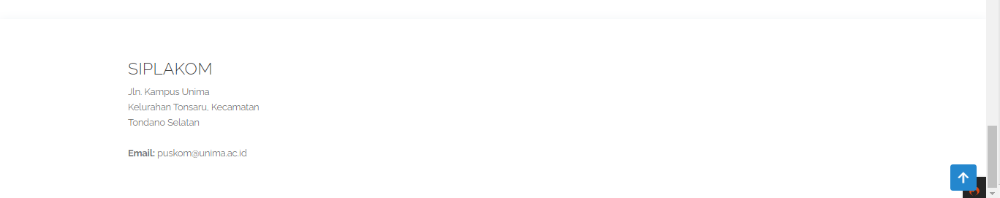 SIPLAKOM
Jln. Kampus Unima
Kelurahan Tonsaru, Kecamatan
Tondano Selatan
Email: puskom@unima.ac.id